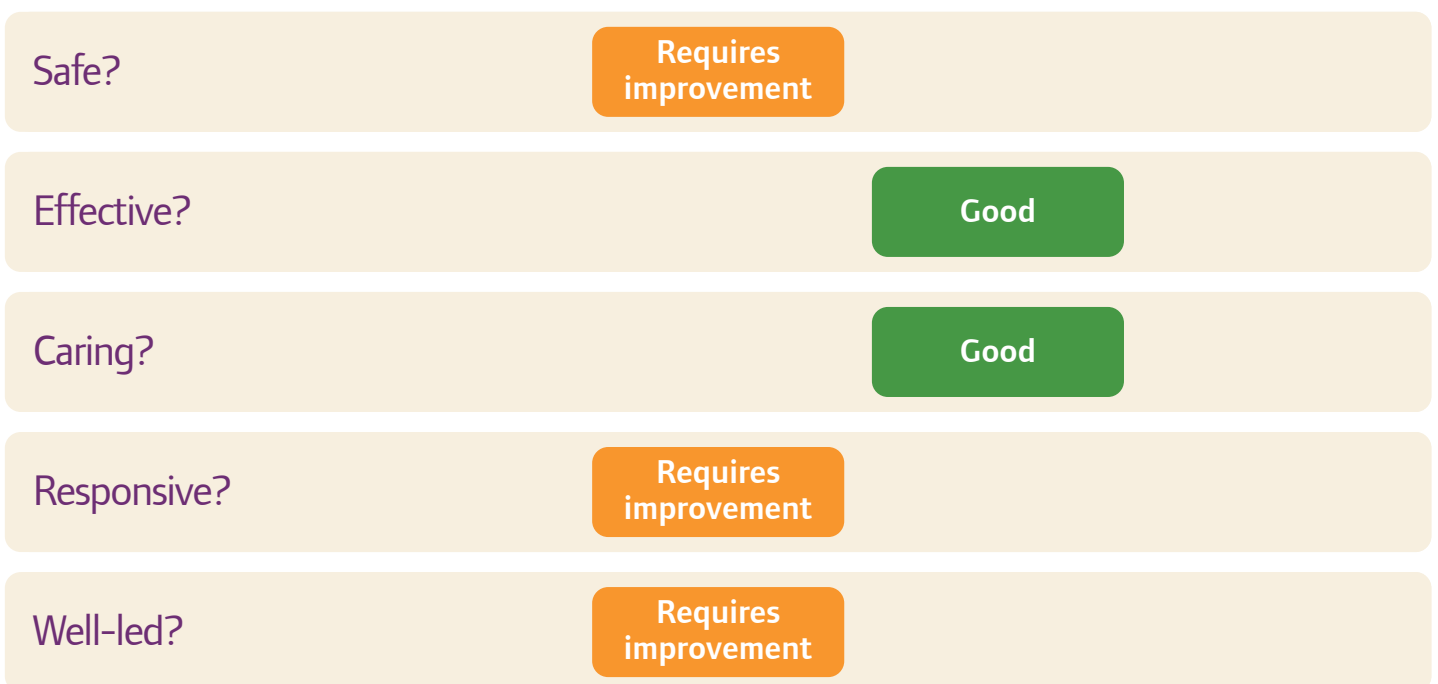 Safe?
Requires
improvement
Effective?
Good
Caring?
Good
Responsive?
Requires
improvement
Well-led?
Requires
improvement